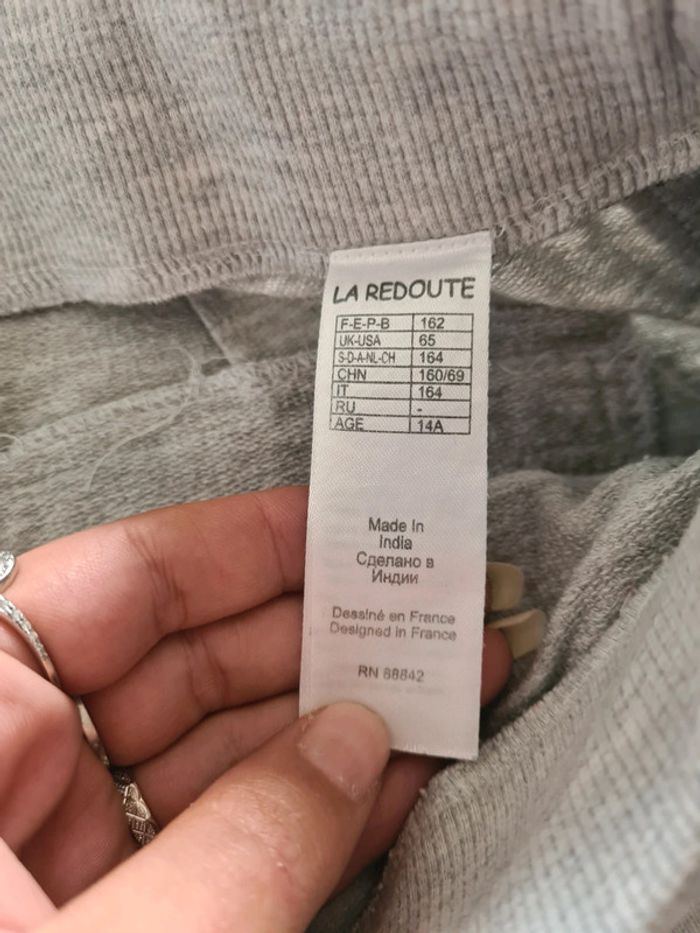 LA REDOUTE
F-E-P-B 162
UK-USA 65
S-D-A-NL-CH 164
CHN 160/69
IT 164
RU -
AGE 14A
Made In
India
Сделано в
Индии
Dessiné en France
Designed in France
RN 88842